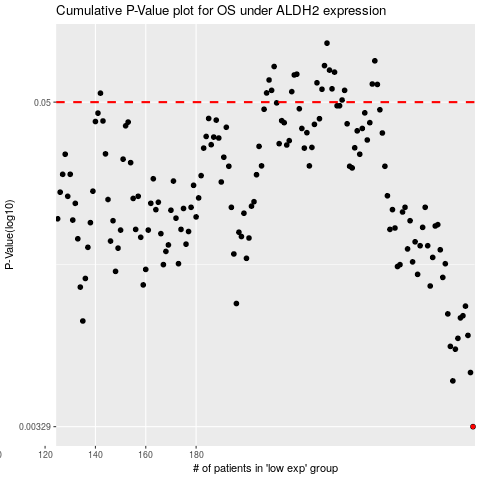 Cumulative P-Value plot for OS under ALDH2 expression
P-Value(log10)
0.05
0.00329
0 120 140 160 180
# of patients in 'low exp' group